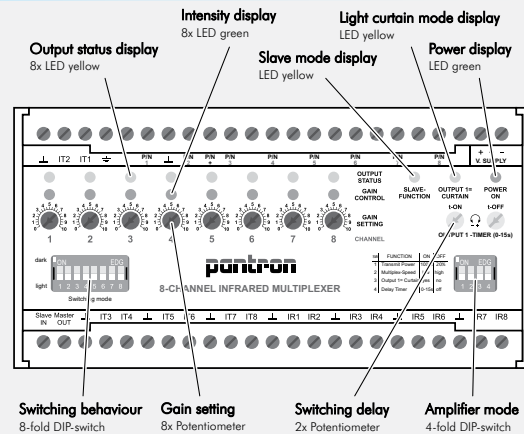 Intensity display
8x LED green
Light curtain mode display
LED yellow
Output status display
8x LED yellow
Slave mode display
LED yellow
Power display
LED green
IT2 IT1 P/N 1 P/N 2 P/N 3 P/N 4 P/N 5 P/N 6 P/N P/N 8 + -
V. SUPPLY
OUTPUT STATUS
GAIN CONTROL
SLAVE-FUNCTION
OUTPUT 1= CURTAIN
POWER ON
t-ON t-OFF
GAIN SETTING
OUTPUT 1 -TIMER (0-15s)
1 2 3 4 5 6 7 8 CHANNEL
dark
light
ON EDG
1 2 3 4 5 6 7 8
Switching mode
pantron
8-CHANNEL INFRARED MULTIPLEXER
FUNCTION ON OFF
1 Transmit Power 20%
2 Multiplex-Speed high
3 Output 1= Curtain yes no
4 Delay Timer 0-15s off
ON EDG
1 2 3 4
Slave IN Master OUT IT3 IT4 IT5 IT6 IT7 IT8 IR1 IR2 IR3 IR4 IR5 IR6 IR7 IR8
Switching behaviour
8-fold DIP-switch
Gain setting
8x Potentiometer
Switching delay
2x Potentiometer
Amplifier mode
4-fold DIP-switch